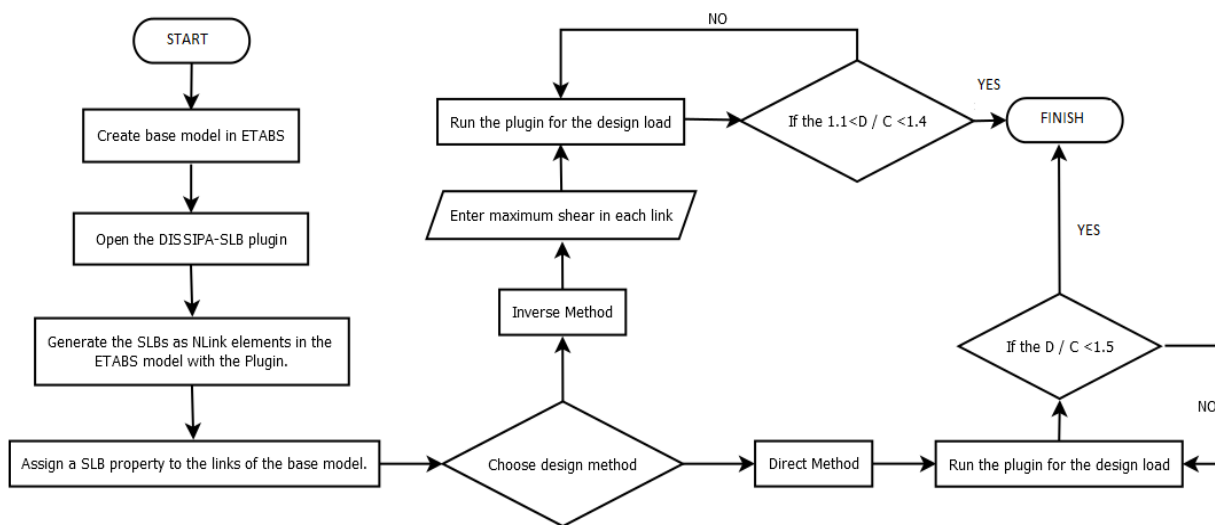 START
Create base model in ETABS
Open the DISSIPA-SLB plugin
Generate the SLBs as NLink elements in the
ETABS model with the Plugin.
Assign a SLB property to the links of the base model.
Choose design method
Inverse Method
Enter maximum shear in each link
Run the plugin for the design load
If the 1.1<D / C <1.4
NO
YES
FINISH
Direct Method
Run the plugin for the design load
If the D / C <1.5
YES
NO